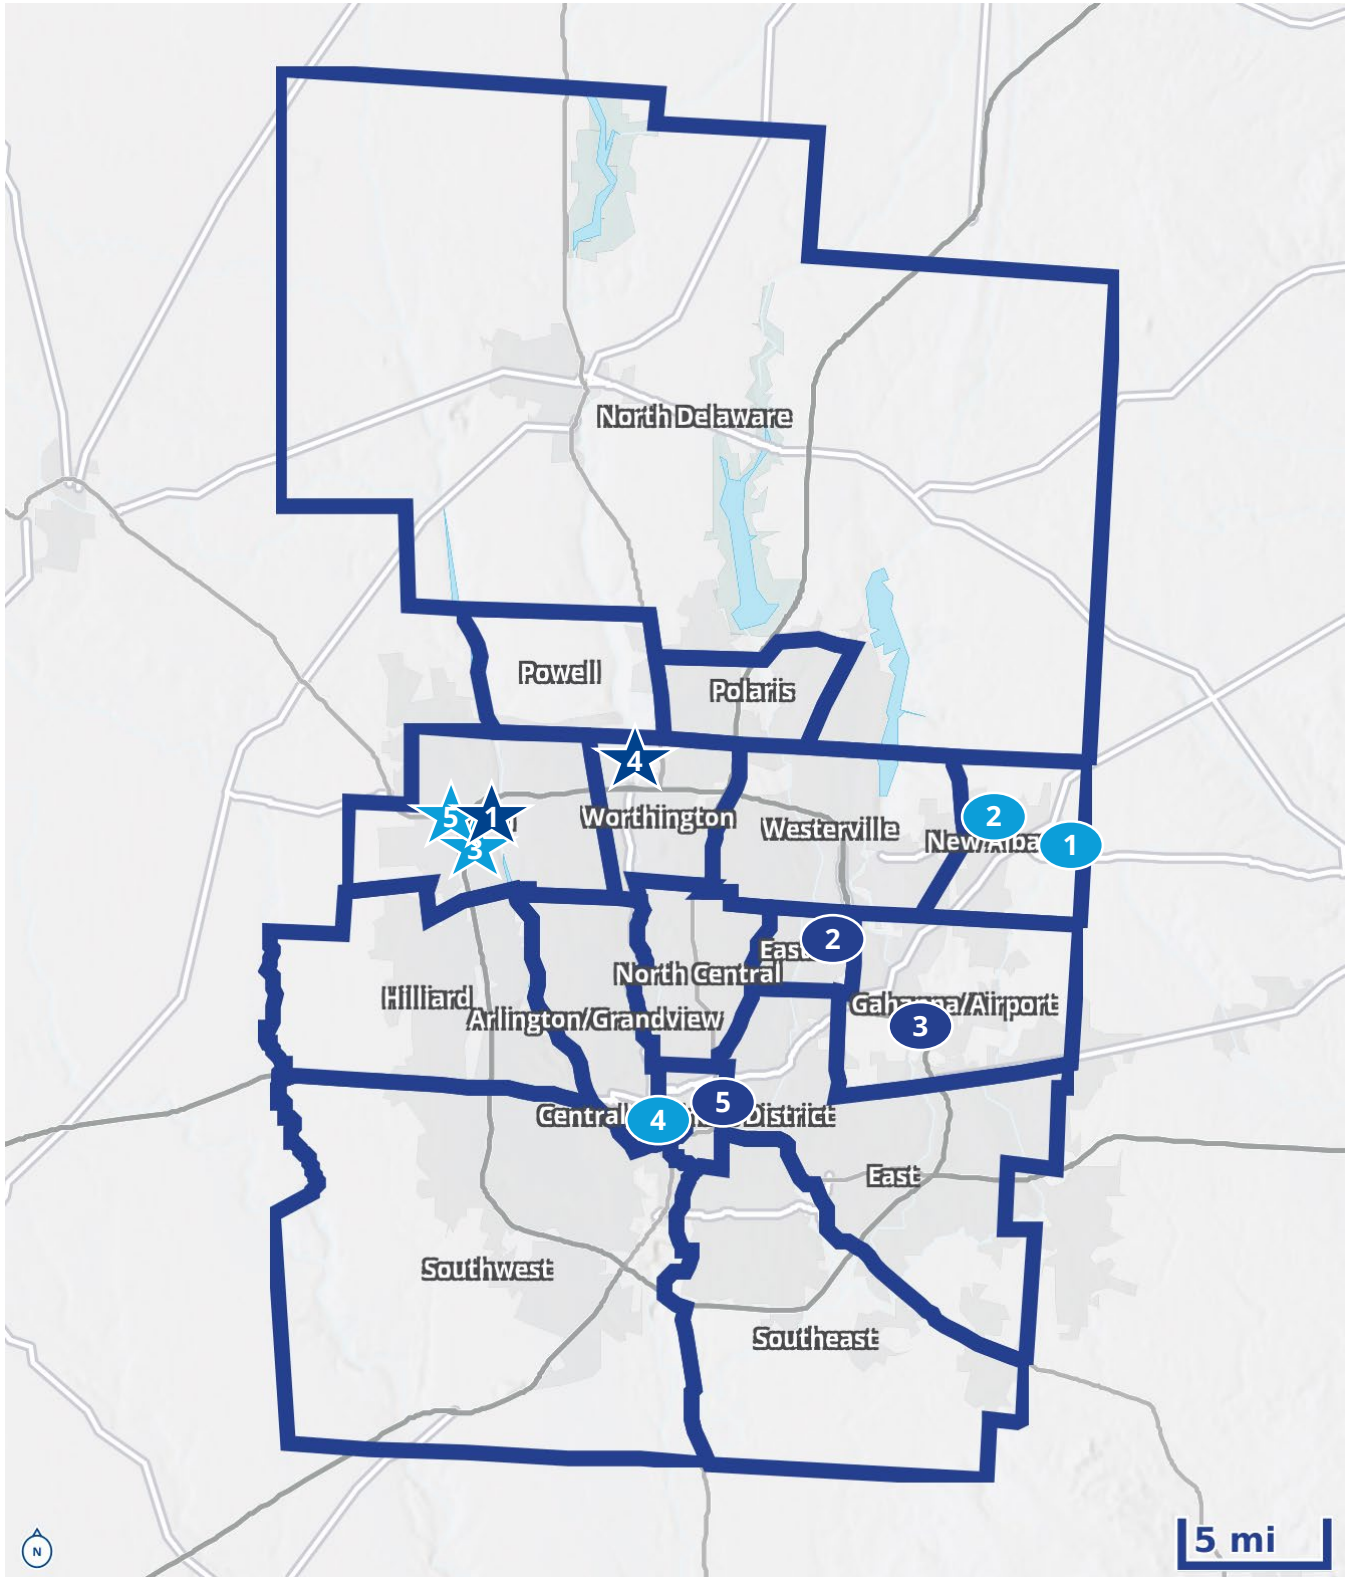 North Delaware
Powell
Polaris
4
5
1
3
Worthington
Westerville
2
1
2
North Central
Hilliard
Gahanna/Airport
Arlington/Grandview
3
5
4
Central
District
East
Southwest
Southeast
N
5 mi